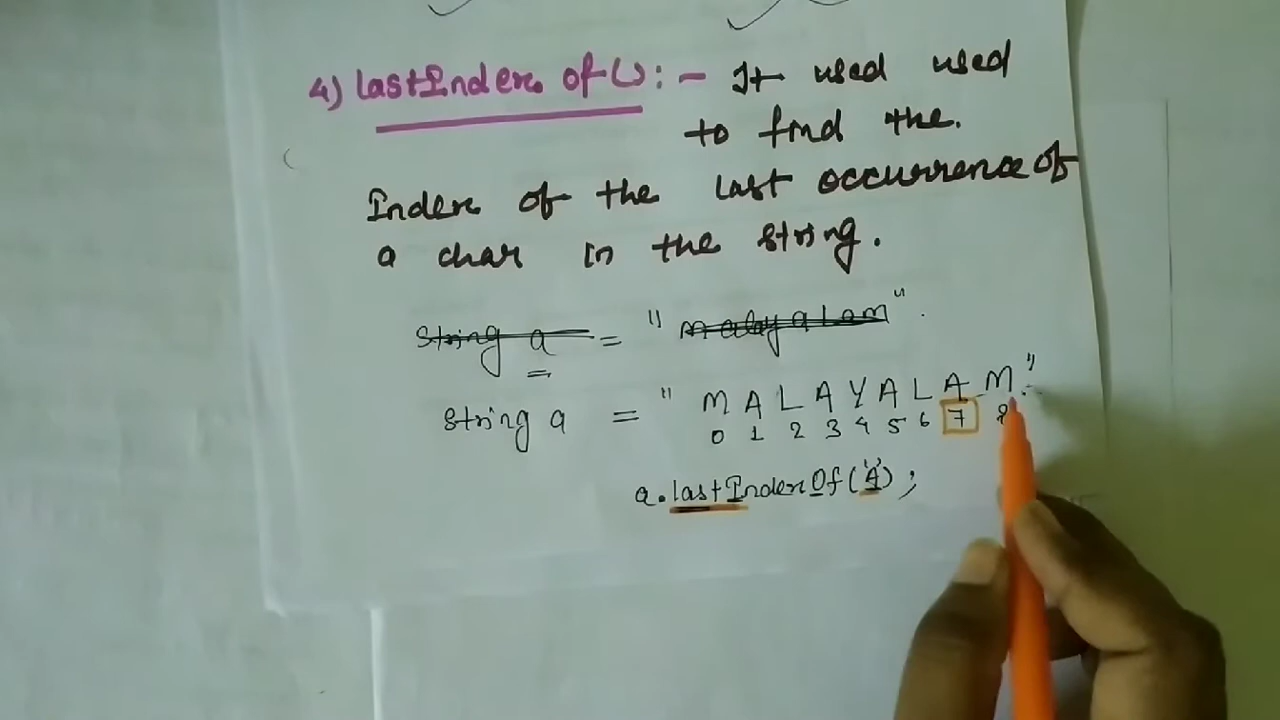 4) lastIndex of():- It used used
to find the.
Index of the last occurrence of
a char in the string.
String a = "malayalam".
String a = "MALAYALAM"
0 1 2 3 4 5 6 7 8
a.lastIndexOf('A');